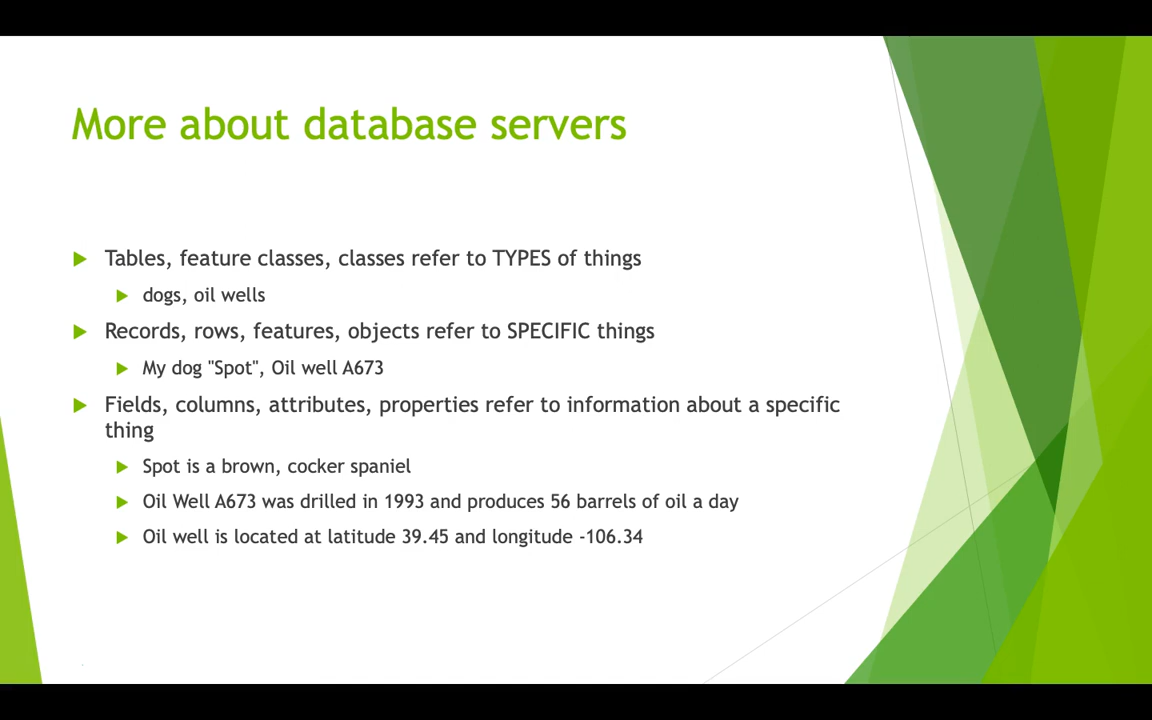 More about database servers
Tables, feature classes, classes refer to TYPES of things
dogs, oil wells
Records, rows, features, objects refer to SPECIFIC things
My dog "Spot", Oil well A673
Fields, columns, attributes, properties refer to information about a specific
thing
Spot is a brown, cocker spaniel
Oil Well A673 was drilled in 1993 and produces 56 barrels of oil a day
Oil well is located at latitude 39.45 and longitude -106.34